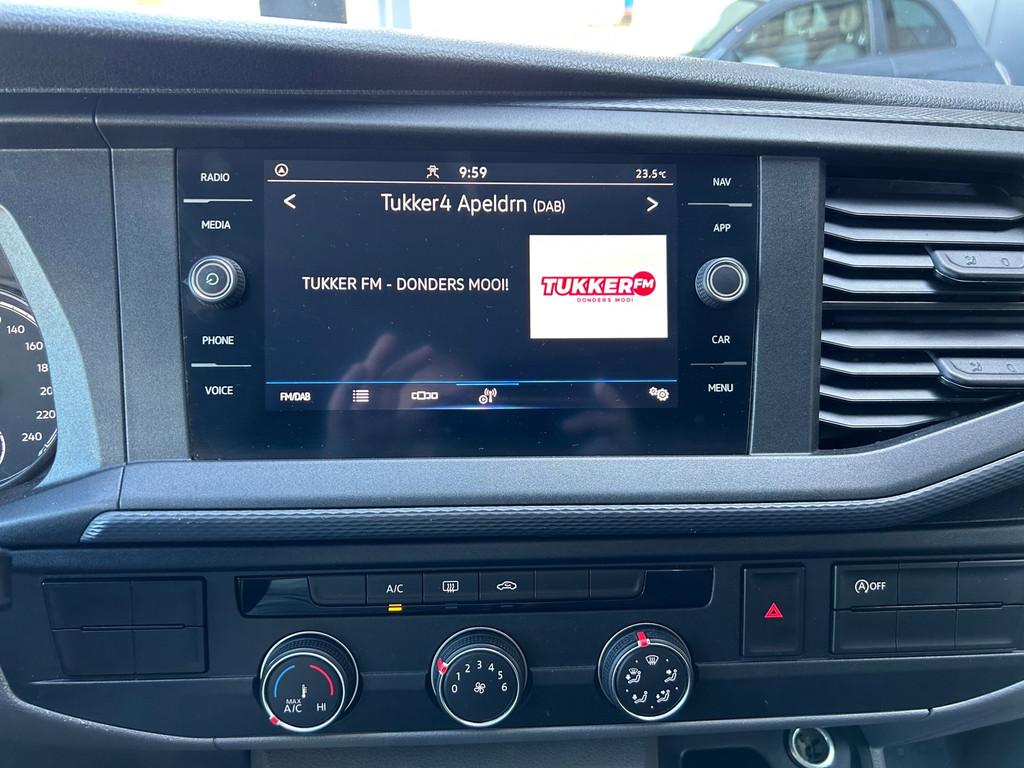 RADIO
MEDIA
PHONE
VOICE
9:59
23.5°C
< Tukker4 Apeldrn (DAB) >
TUKKER FM - DONDERS MOOI!
TUKKER FM
DONDERS MOOI
FM/DAB
NAV
APP
CAR
MENU
140
160
18
20
220
240
A/C
OFF
MAX
A/C
HI
0 1 2 3 4 5 6